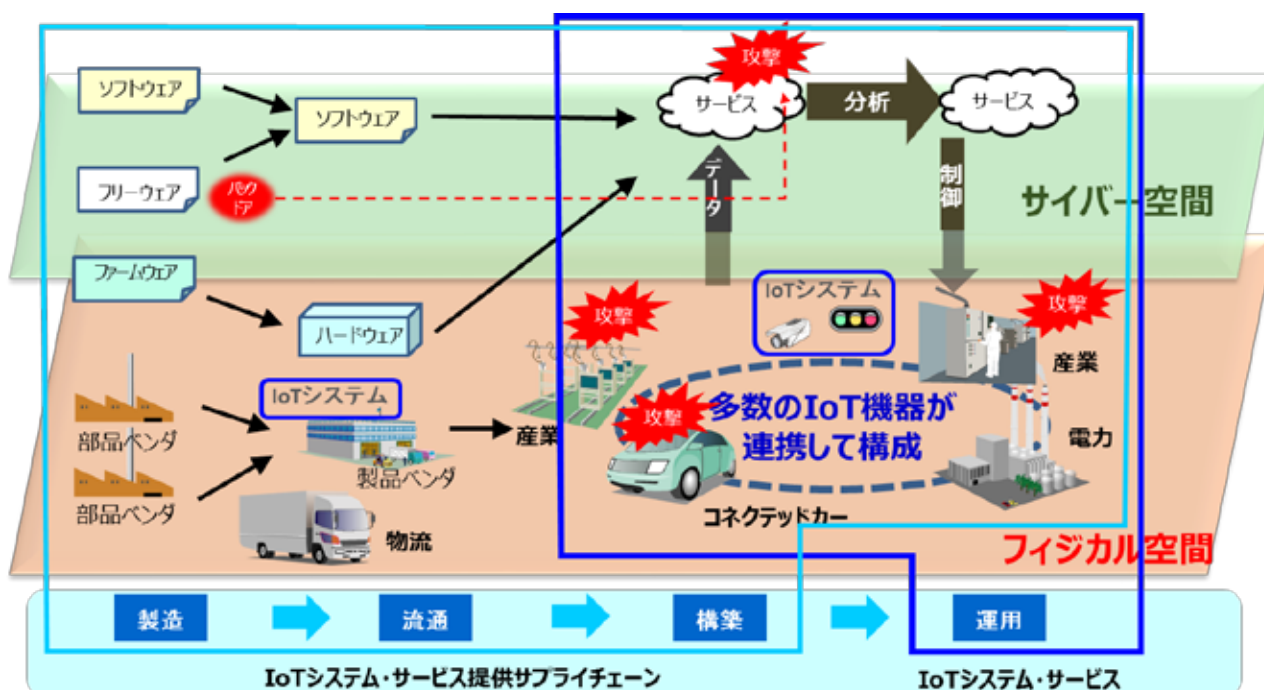 攻撃
ソフトウェア
サービス
分析
サービス
ソフトウェア
フリーウェア
バック
ドア
データ
制御
サイバー空間
ファームウェア
IoTシステム
攻撃
攻撃
ハードウェア
産業
IoTシステム
攻撃
多数のIoT機器が
連携して構成
部品ベンダ
産業
電力
製品ベンダ
部品ベンダ
コネクテッドカー
物流
フィジカル空間
製造
流通
構築
運用
IoTシステム・サービス提供サプライチェーン
IoTシステム・サービス